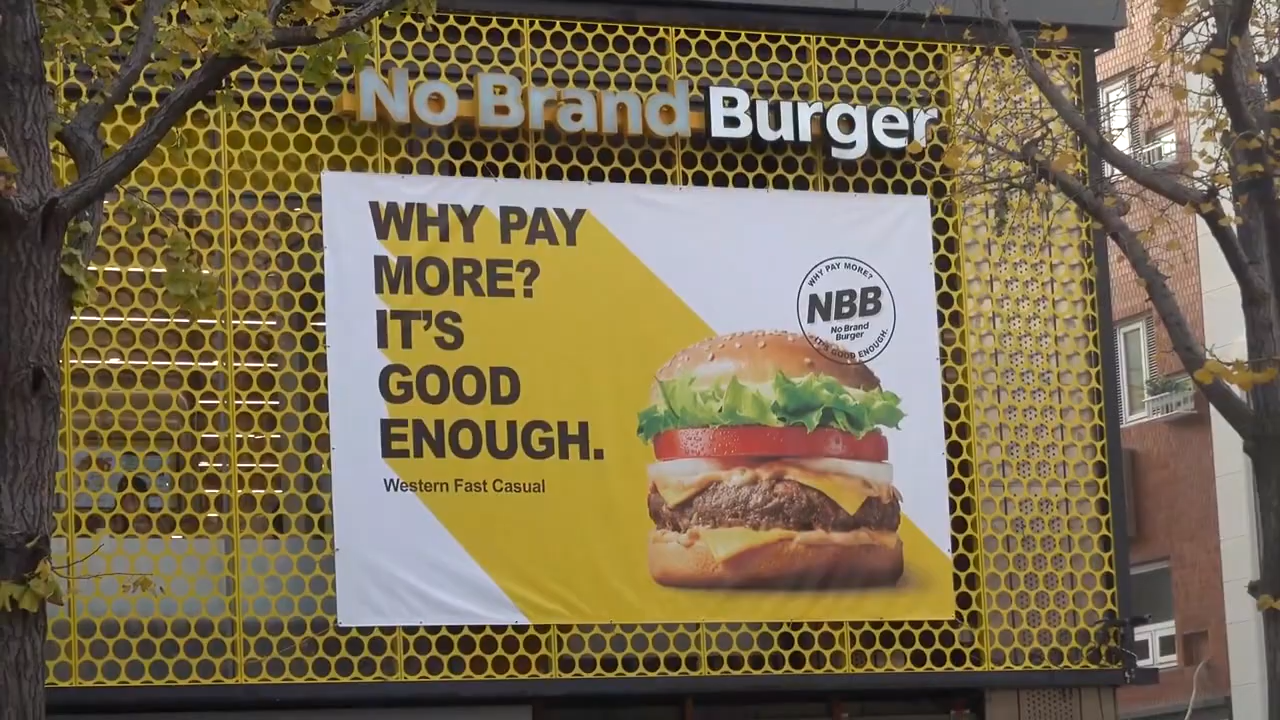 No Brand Burger
WHY PAY
MORE?
IT'S
GOOD
ENOUGH.
Western Fast Casual
WHY PAY MORE?
NBB
No Brand
Burger
IT'S GOOD ENOUGH.